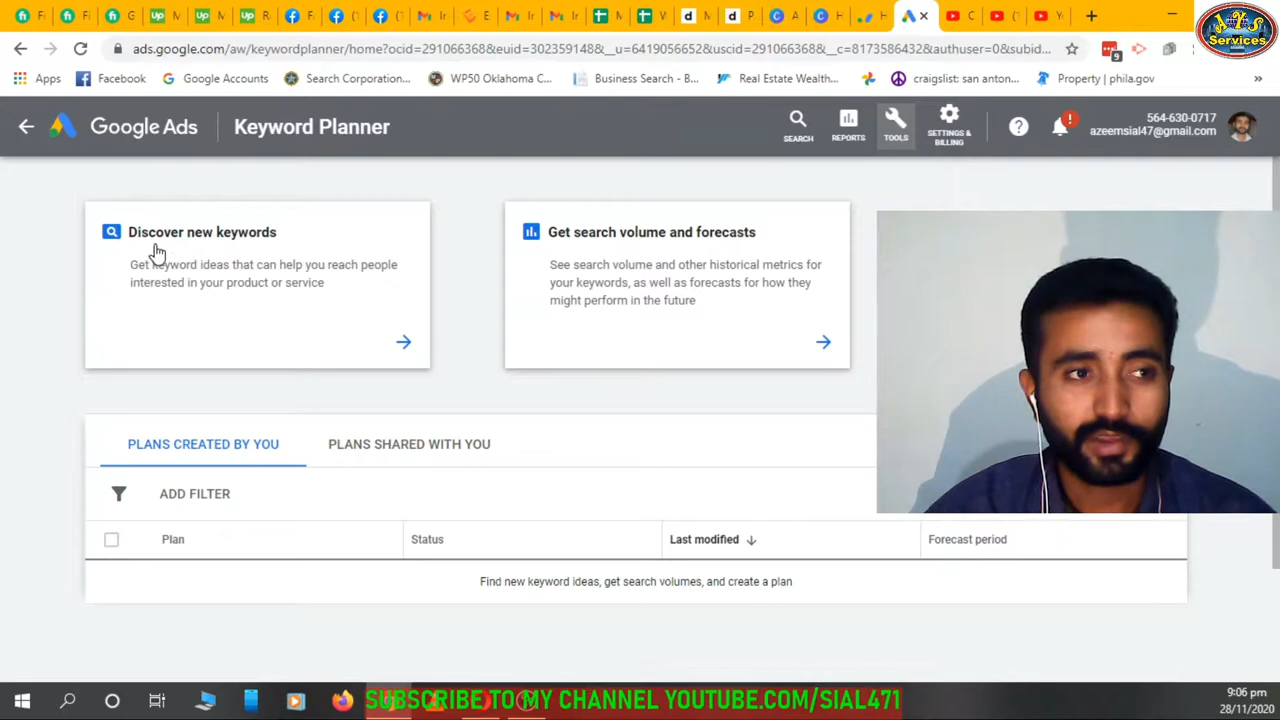 ads.google.com/aw/keywordplanner/home?ocid=291066368&euid=302359148&__u=6419056652&uscid=291066368&__c=8173586432&authuser=0&subid...
9
AYS
Services
Apps
Facebook
Google Accounts
Search Corporation...
WP50 Oklahoma C...
Business Search - B...
Real Estate Wealth...
craigslist: san anton...
Property | phila.gov
»
Google Ads
Keyword Planner
SEARCH
REPORTS
TOOLS
SETTINGS &
BILLING
!
564-630-0717
azeemsial47@gmail.com
Discover new keywords
Get keyword ideas that can help you reach people
interested in your product or service
Get search volume and forecasts
See search volume and other historical metrics for
your keywords, as well as forecasts for how they
might perform in the future
PLANS CREATED BY YOU
PLANS SHARED WITH YOU
ADD FILTER
Plan
Status
Last modified
Forecast period
Find new keyword ideas, get search volumes, and create a plan
SUBSCRIBE TO MY CHANNEL YOUTUBE.COM/SIAL471
9:06 pm
28/11/2020